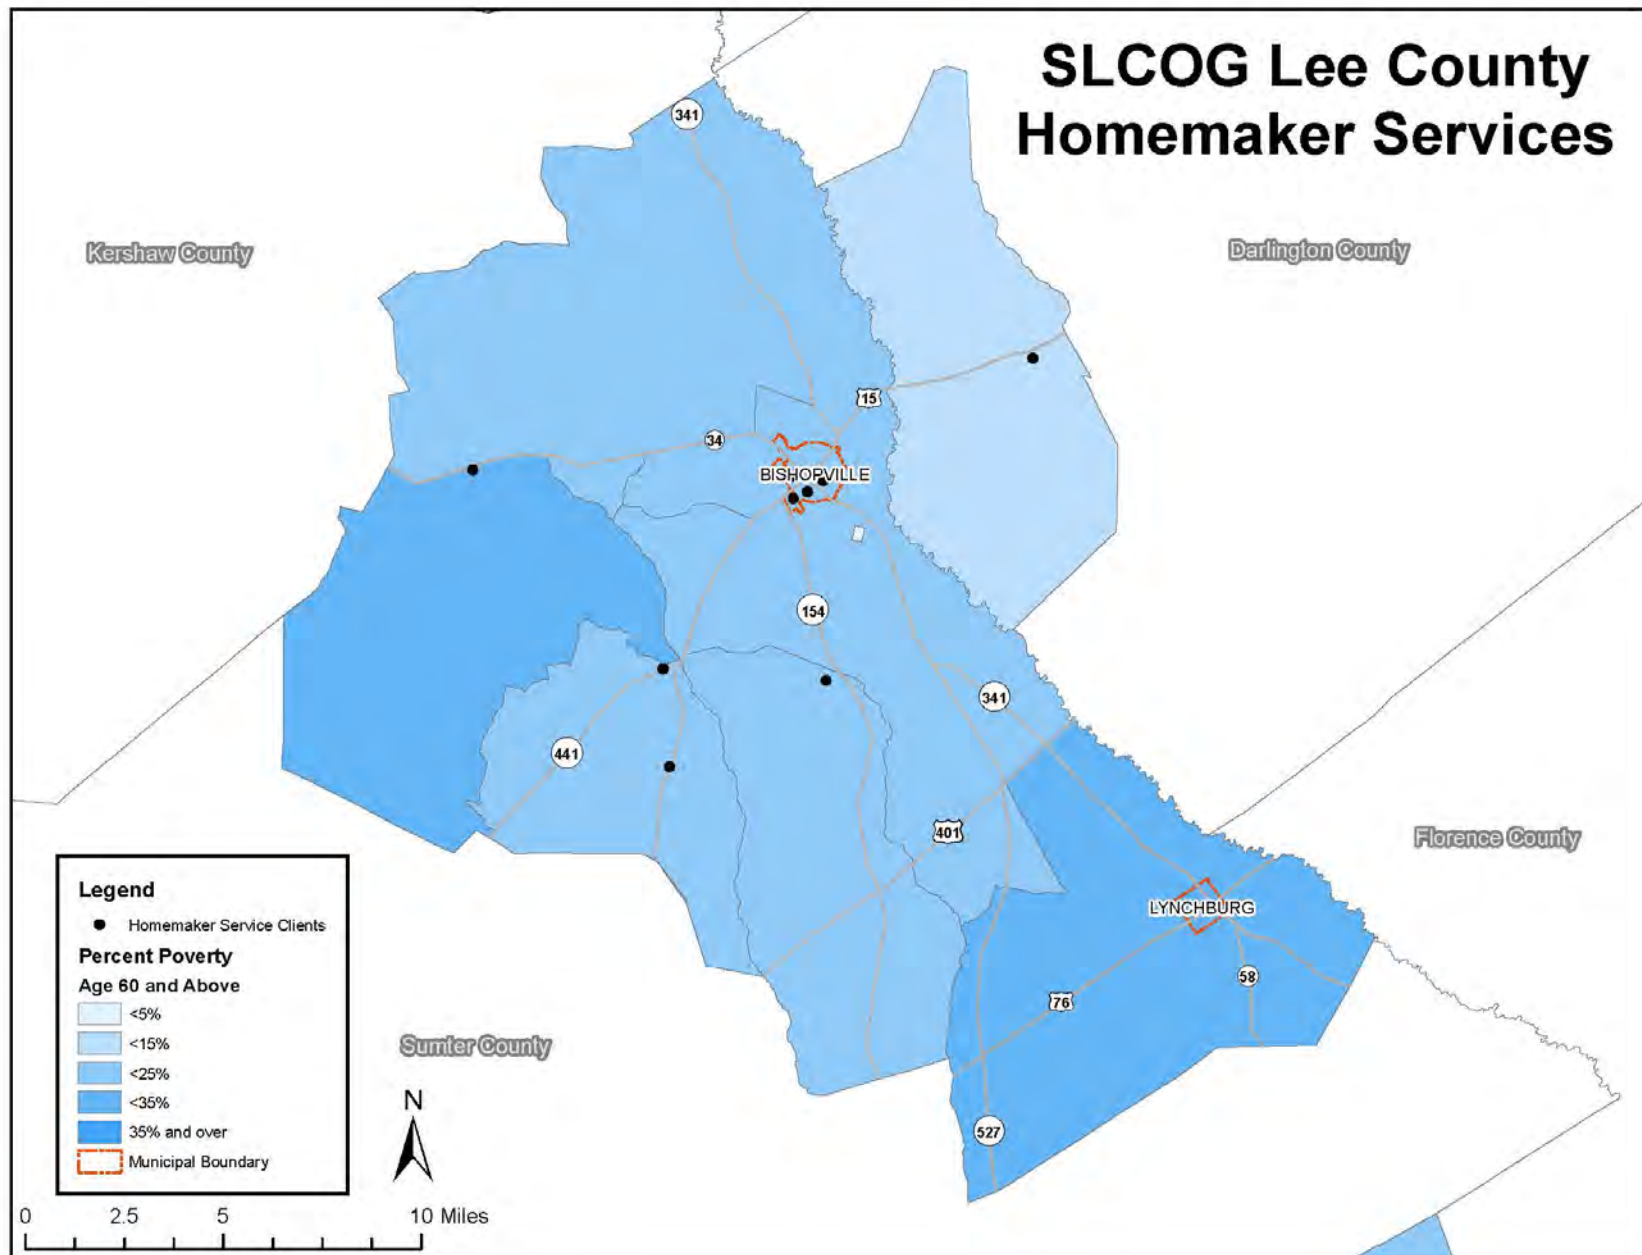 SLCOG Lee County
Homemaker Services
341
Kershaw County
Darlington County
15
34
BISHOPVILLE
154
341
441
401
Florence County
LYNCHBURG
58
76
Sumter County
527
Legend
Homemaker Service Clients
Percent Poverty
Age 60 and Above
<5%
<15%
<25%
<35%
35% and over
Municipal Boundary
N
0 2.5 5 10 Miles